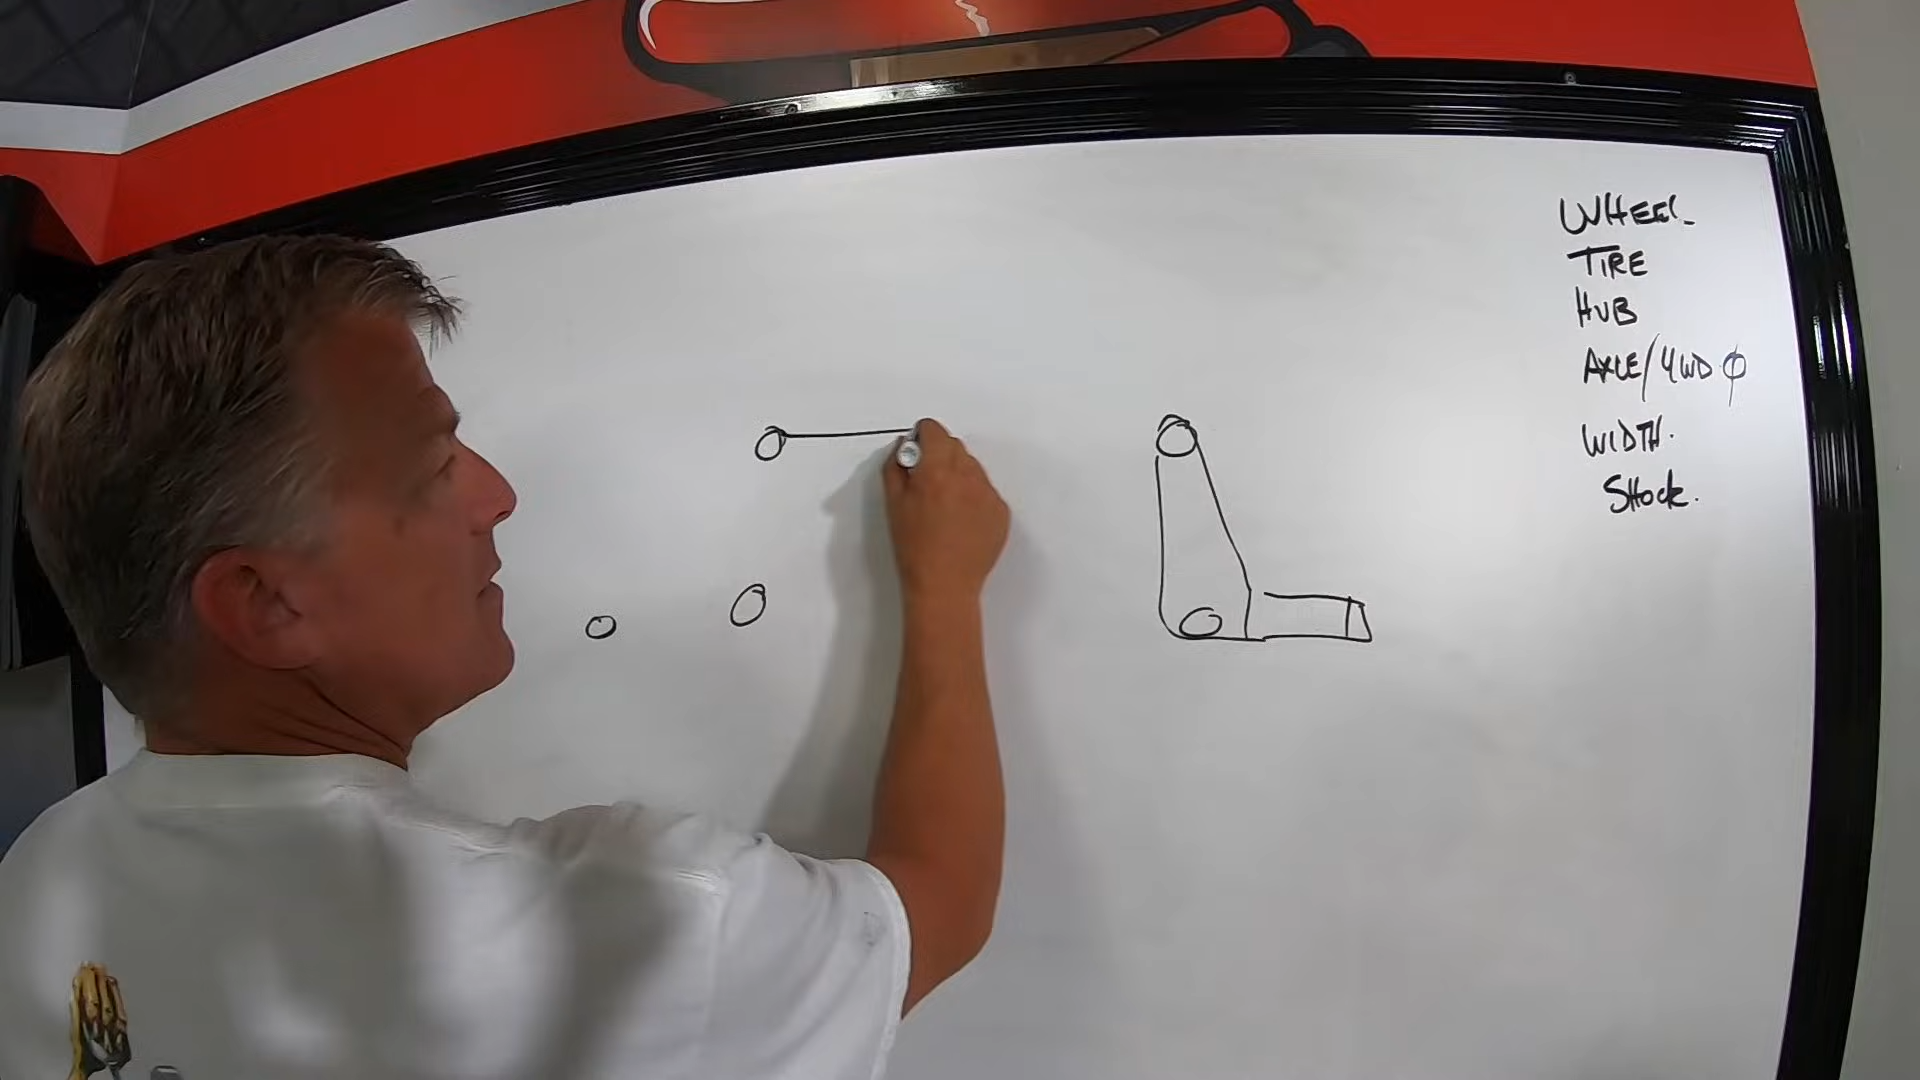 WHEEL
TIRE
HUB
AXLE/4WD φ
WIDTH.
SHOCK.